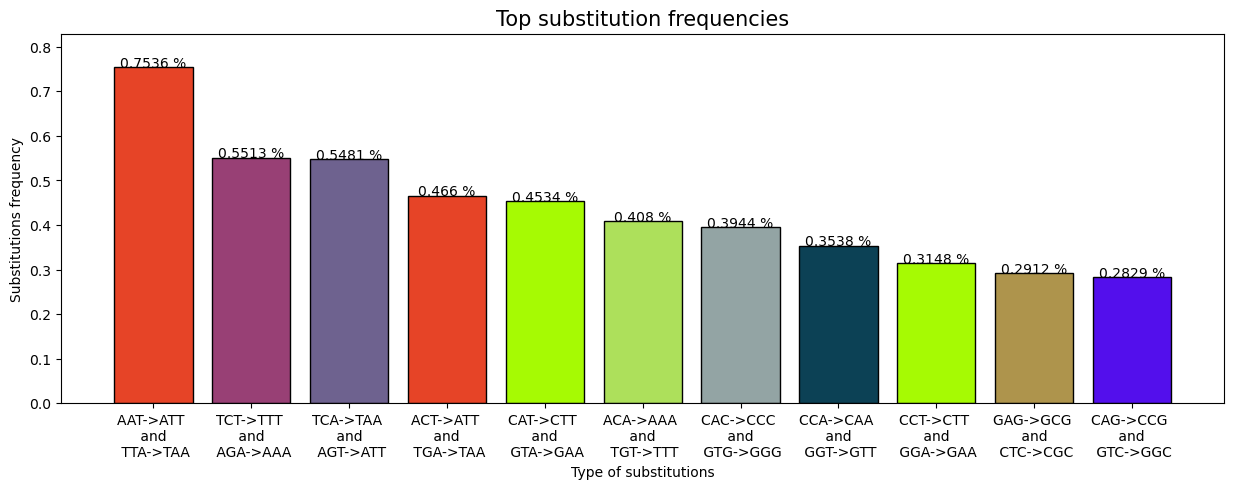 Top substitution frequencies
Substitutions frequency
0.8
0.7
0.6
0.5
0.4
0.3
0.2
0.1
0.0
0.7536 %
0.5513 %
0.5481 %
0.466 %
0.4534 %
0.408 %
0.3944 %
0.3538 %
0.3148 %
0.2912 %
0.2829 %
AAT->ATT
and
TTA->TAA
TCT->TTT
and
AGA->AAA
TCA->TAA
and
AGT->ATT
ACT->ATT
and
TGA->TAA
CAT->CTT
and
GTA->GAA
ACA->AAA
and
TGT->TTT
CAC->CCC
and
GTG->GGG
CCA->CAA
and
GGT->GTT
CCT->CTT
and
GGA->GAA
GAG->GCG
and
CTC->CGC
CAG->CCG
and
GTC->GGC
Type of substitutions